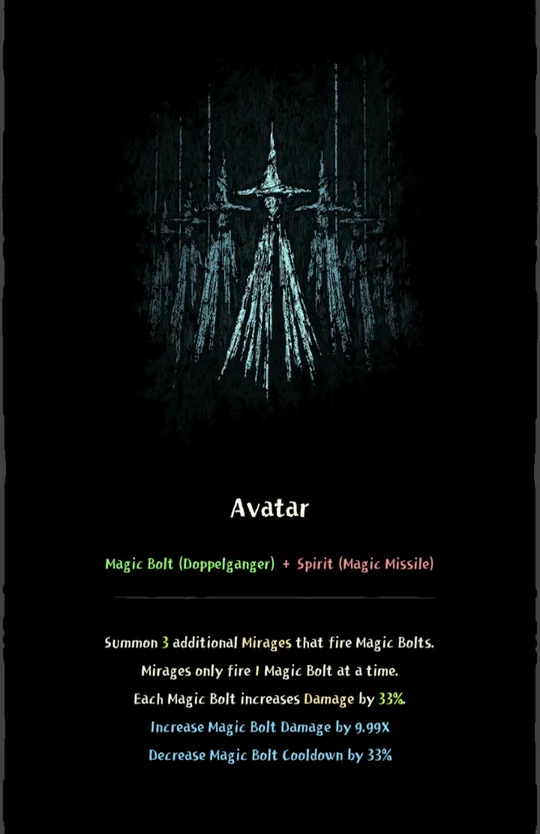 Avatar
Magic Bolt (Doppelganger) + Spirit (Magic Missile)
Summon 3 additional Mirages that fire Magic Bolts.
Mirages only fire 1 Magic Bolt at a time.
Each Magic Bolt increases Damage by 33%.
Increase Magic Bolt Damage by 9.99X
Decrease Magic Bolt Cooldown by 33%